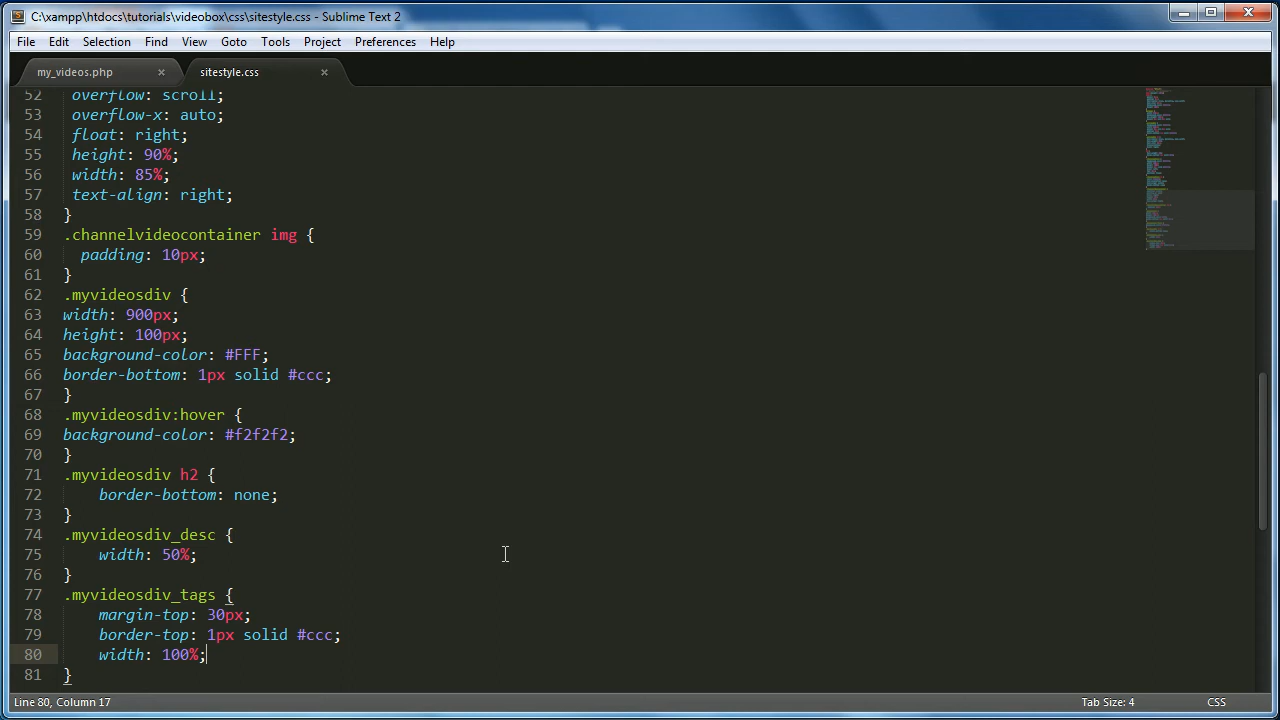 C:\xampp\htdocs\tutorials\videobox\css\sitestyle.css - Sublime Text 2
File Edit Selection Find View Goto Tools Project Preferences Help
my_videos.php × sitestyle.css ×
52 overflow: scroll;
53 overflow-x: auto;
54 float: right;
55 height: 90%;
56 width: 85%;
57 text-align: right;
58 }
59 .channelvideocontainer img {
60 padding: 10px;
61 }
62 .myvideosdiv {
63 width: 900px;
64 height: 100px;
65 background-color: #FFF;
66 border-bottom: 1px solid #ccc;
67 }
68 .myvideosdiv:hover {
69 background-color: #f2f2f2;
70 }
71 .myvideosdiv h2 {
72 border-bottom: none;
73 }
74 .myvideosdiv_desc {
75 width: 50%;
76 }
77 .myvideosdiv_tags {
78 margin-top: 30px;
79 border-top: 1px solid #ccc;
80 width: 100%;
81 }
Line 80, Column 17 Tab Size: 4 CSS